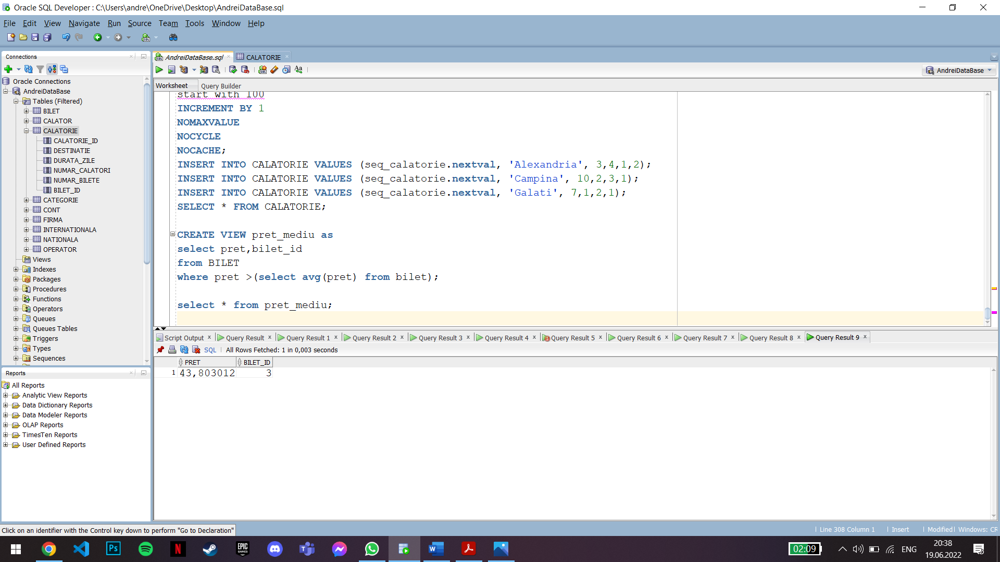 Oracle SQL Developer : C:\Users\andre\OneDrive\Desktop\AndreiDataBase.sql
File Edit View Navigate Run Source Team Tools Window Help
Connections
Oracle Connections
AndreiDataBase
Tables (Filtered)
BILET
CALATOR
CALATORIE
CALATORIE_ID
DESTINATIE
DURATA_ZILE
NUMAR_CALATORI
NUMAR_BILETE
BILET_ID
CATEGORIE
CONT
FIRMA
INTERNATIONALA
NATIONALA
OPERATOR
Views
Indexes
Packages
Procedures
Functions
Operators
Queues
Queues Tables
Triggers
Types
Sequences
Reports
All Reports
Analytic View Reports
Data Dictionary Reports
Data Modeler Reports
OLAP Reports
TimesTen Reports
User Defined Reports
AndreiDataBase.sql CALATORIE
AndreiDataBase
Worksheet Query Builder
start with 100
INCREMENT BY 1
NOMAXVALUE
NOCYCLE
NOCACHE;
INSERT INTO CALATORIE VALUES (seq_calatorie.nextval, 'Alexandria', 3,4,1,2);
INSERT INTO CALATORIE VALUES (seq_calatorie.nextval, 'Campina', 10,2,3,1);
INSERT INTO CALATORIE VALUES (seq_calatorie.nextval, 'Galati', 7,1,2,1);
SELECT * FROM CALATORIE;
CREATE VIEW pret_mediu as
select pret,bilet_id
from BILET
where pret >(select avg(pret) from bilet);
select * from pret_mediu;
Script Output Query Result Query Result 1 Query Result 2 Query Result 3 Query Result 4 Query Result 5 Query Result 6 Query Result 7 Query Result 8 Query Result 9
SQL All Rows Fetched: 1 in 0,003 seconds
PRET BILET_ID
1 43,803012 3
Click on an identifier with the Control key down to perform "Go to Declaration"
Line 308 Column 1 Insert Modified Windows: CR
02:09 ENG 20:38
19.06.2022